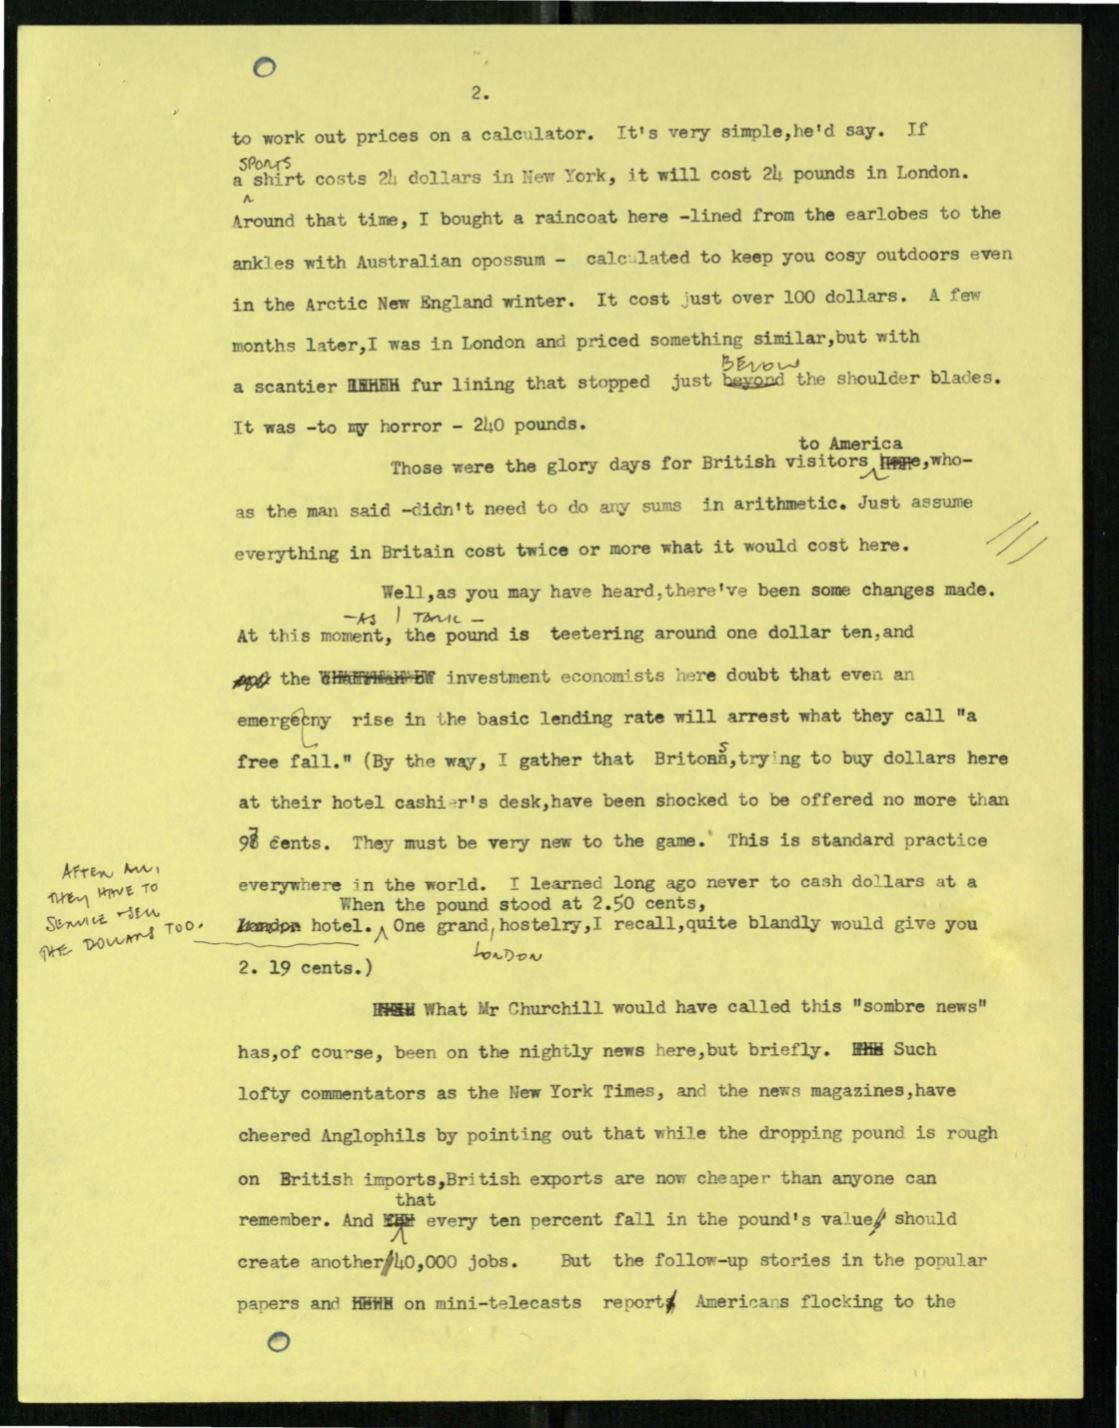 2.
to work out prices on a calculator. It's very simple,he'd say. If
SPORTS
a shirt costs 24 dollars in New York, it will cost 24 pounds in London.
Around that time, I bought a raincoat here -lined from the earlobes to the
ankles with Australian opossum - calculated to keep you cosy outdoors even
in the Arctic New England winter. It cost just over 100 dollars. A few
months later,I was in London and priced something similar,but with
BELOW
a scantier fur lining that stopped just beyond the shoulder blades.
It was -to my horror - 240 pounds.
to America
Those were the glory days for British visitors here,who-
as the man said -didn't need to do any sums in arithmetic. Just assume
everything in Britain cost twice or more what it would cost here.
Well,as you may have heard,there've been some changes made.
-AS I TALK -
At this moment, the pound is teetering around one dollar ten,and
the investment economists here doubt that even an
emergecny rise in the basic lending rate will arrest what they call "a
free fall." (By the way, I gather that Britons,trying to buy dollars here
at their hotel cashier's desk,have been shocked to be offered no more than
97 cents. They must be very new to the game. This is standard practice
everywhere in the world. I learned long ago never to cash dollars at a
When the pound stood at 2.50 cents,
London hotel. One grand hostelry,I recall,quite blandly would give you
LONDON
AFTER ALL,
THEY HAVE TO
SERVICE + SELL
THE DOLLARS TOO.
2. 19 cents.)
What Mr Churchill would have called this "sombre news"
has,of course, been on the nightly news here,but briefly. Such
lofty commentators as the New York Times, and the news magazines,have
cheered Anglophils by pointing out that while the dropping pound is rough
on British imports,British exports are now cheaper than anyone can
that
remember. And every ten percent fall in the pound's value should
create another 40,000 jobs. But the follow-up stories in the popular
papers and on mini-telecasts report Americans flocking to the